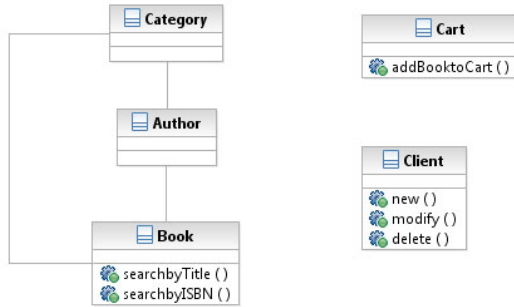 Category
Author
Book
searchbyTitle ( )
searchbyISBN ( )
Cart
addBooktoCart ( )
Client
new ( )
modify ( )
delete ( )